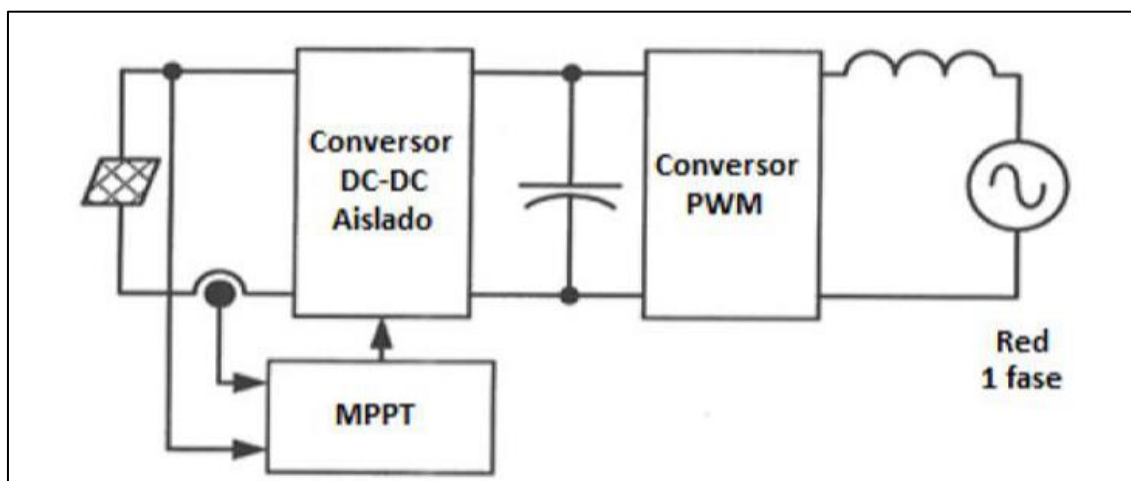 Conversor
DC-DC
Aislado
Conversor
PWM
MPPT
Red
1 fase